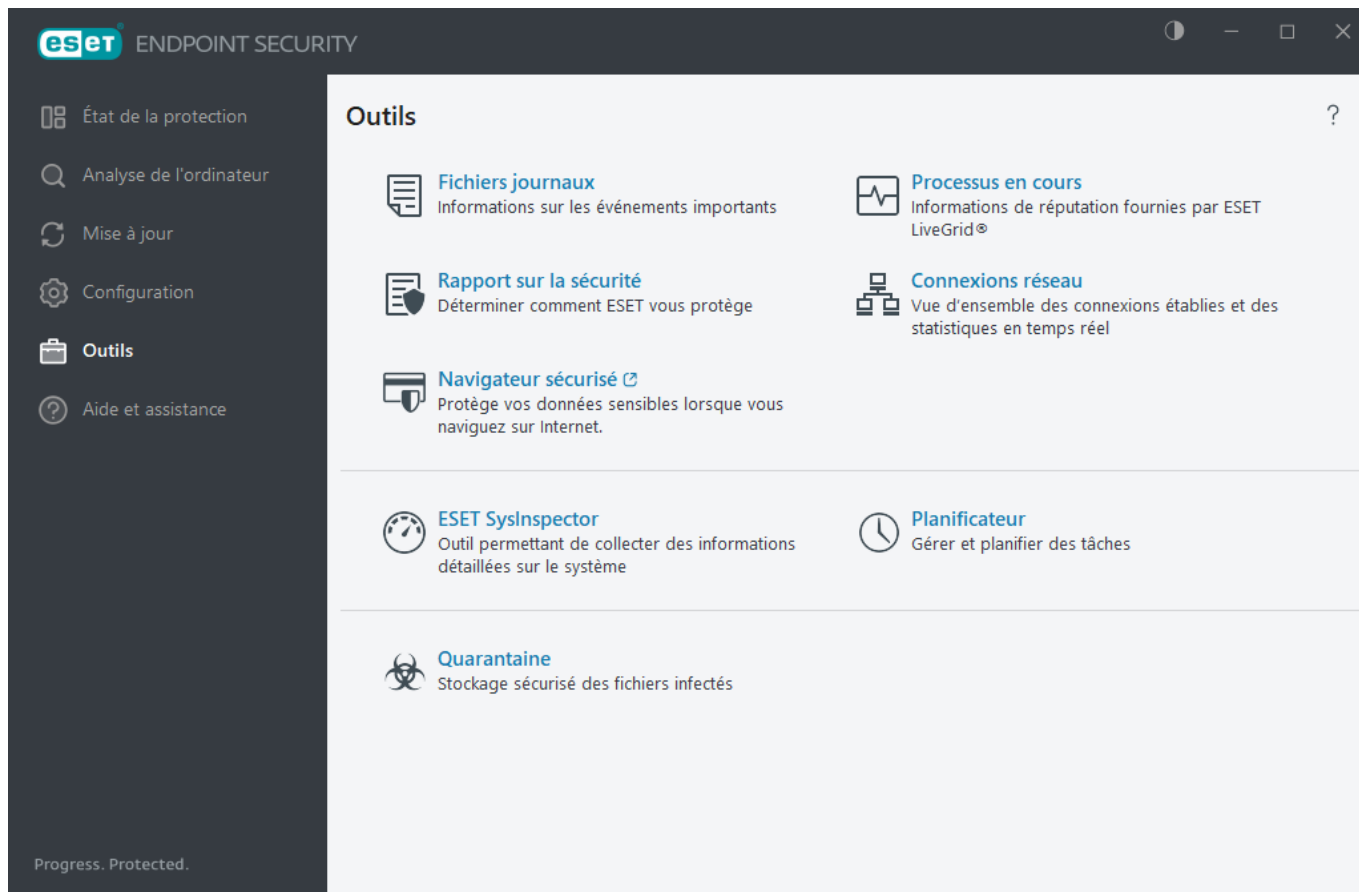 eset ENDPOINT SECURITY
État de la protection
Analyse de l'ordinateur
Mise à jour
Configuration
Outils
Aide et assistance
Progress. Protected.
Outils
?
Fichiers journaux
Informations sur les événements importants
Processus en cours
Informations de réputation fournies par ESET
LiveGrid®
Rapport sur la sécurité
Déterminer comment ESET vous protège
Connexions réseau
Vue d'ensemble des connexions établies et des
statistiques en temps réel
Navigateur sécurisé
Protège vos données sensibles lorsque vous
naviguez sur Internet.
ESET SysInspector
Outil permettant de collecter des informations
détaillées sur le système
Planificateur
Gérer et planifier des tâches
Quarantaine
Stockage sécurisé des fichiers infectés